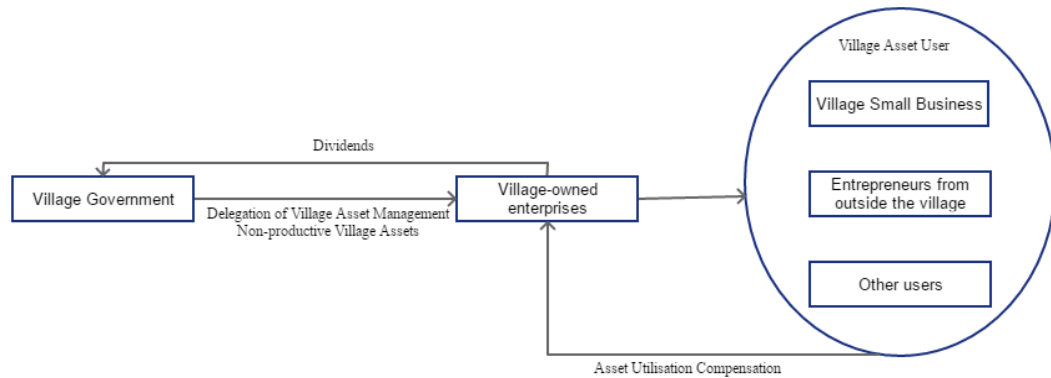 Village Asset User
Village Small Business
Dividends
Village Government
Village-owned
enterprises
Entrepreneurs from
outside the village
Delegation of Village Asset Management
Non-productive Village Assets
Other users
Asset Utilisation Compensation